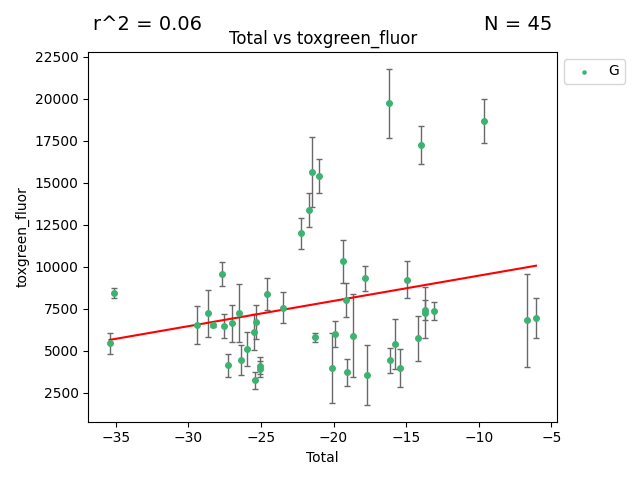 r^2 = 0.06
N = 45
Total vs toxgreen_fluor
G
22500
20000
17500
15000
12500
10000
7500
5000
2500
toxgreen_fluor
−35
−30
−25
−20
−15
−10
−5
Total